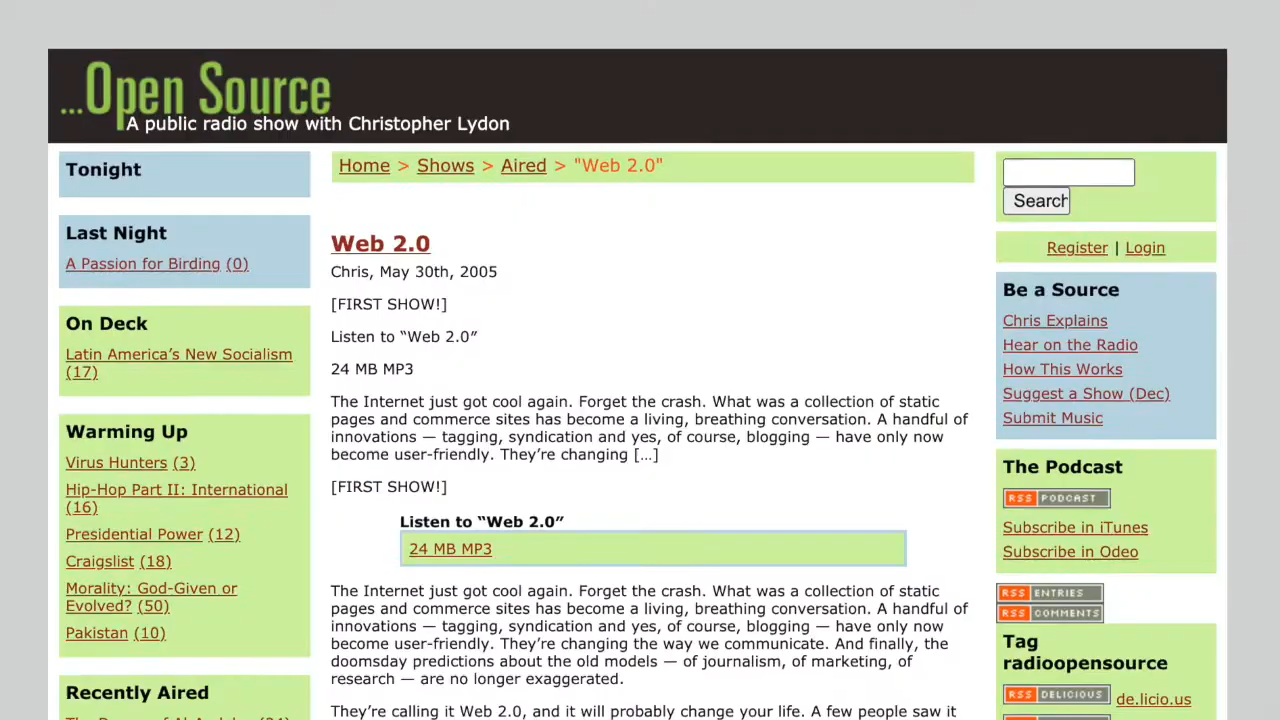 ...Open Source
A public radio show with Christopher Lydon
Tonight
Last Night
A Passion for Birding (0)
On Deck
Latin America’s New Socialism
(17)
Warming Up
Virus Hunters (3)
Hip-Hop Part II: International
(16)
Presidential Power (12)
Craigslist (18)
Morality: God-Given or
Evolved? (50)
Pakistan (10)
Recently Aired
Home > Shows > Aired > "Web 2.0"
Web 2.0
Chris, May 30th, 2005
[FIRST SHOW!]
Listen to “Web 2.0”
24 MB MP3
The Internet just got cool again. Forget the crash. What was a collection of static
pages and commerce sites has become a living, breathing conversation. A handful of
innovations — tagging, syndication and yes, of course, blogging — have only now
become user-friendly. They’re changing […]
[FIRST SHOW!]
Listen to “Web 2.0”
24 MB MP3
The Internet just got cool again. Forget the crash. What was a collection of static
pages and commerce sites has become a living, breathing conversation. A handful of
innovations — tagging, syndication and yes, of course, blogging — have only now
become user-friendly. They’re changing the way we communicate. And finally, the
doomsday predictions about the old models — of journalism, of marketing, of
research — are no longer exaggerated.
They’re calling it Web 2.0, and it will probably change your life. A few people saw it
Search
Register | Login
Be a Source
Chris Explains
Hear on the Radio
How This Works
Suggest a Show (Dec)
Submit Music
The Podcast
RSS PODCAST
Subscribe in iTunes
Subscribe in Odeo
RSS ENTRIES
RSS COMMENTS
Tag
radioopensource
RSS DELICIOUS de.licio.us